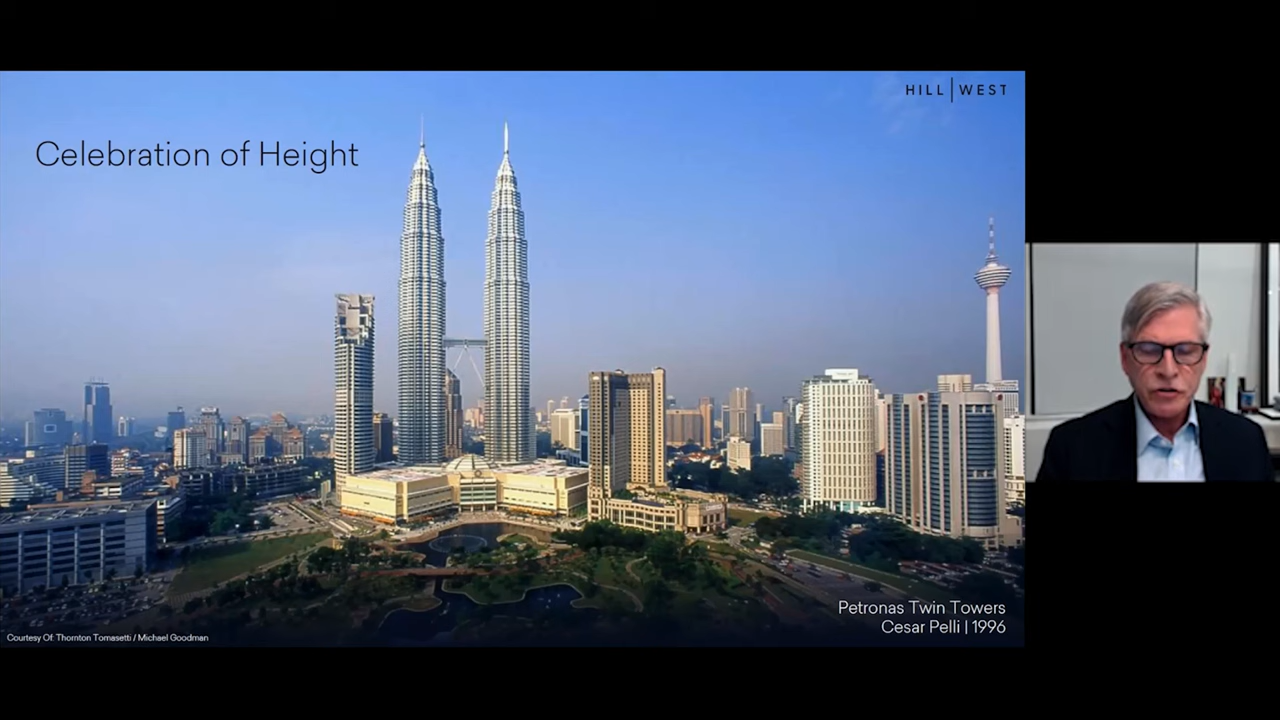 HILL | WEST
Celebration of Height
Petronas Twin Towers
Cesar Pelli | 1996
Courtesy Of: Thornton Tomasetti / Michael Goodman